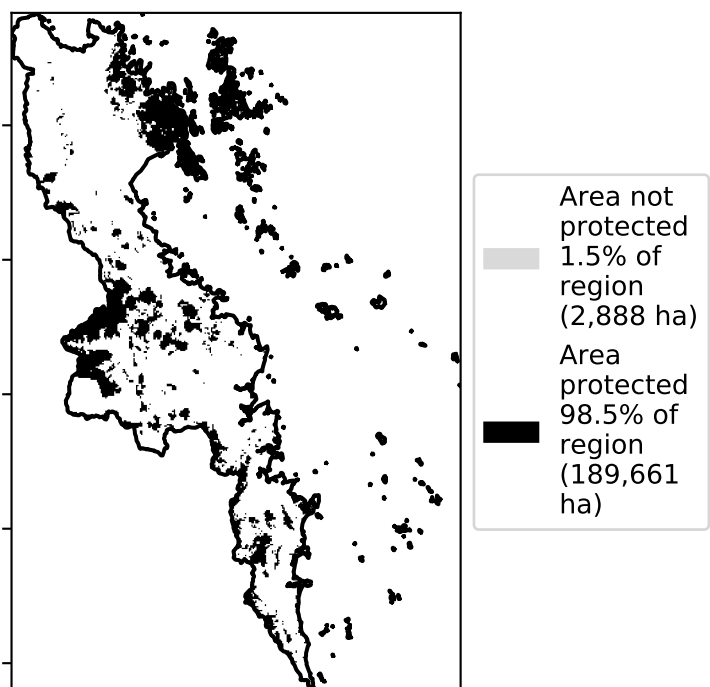 Area not
protected
1.5% of
region
(2,888 ha)
Area
protected
98.5% of
region
(189,661
ha)